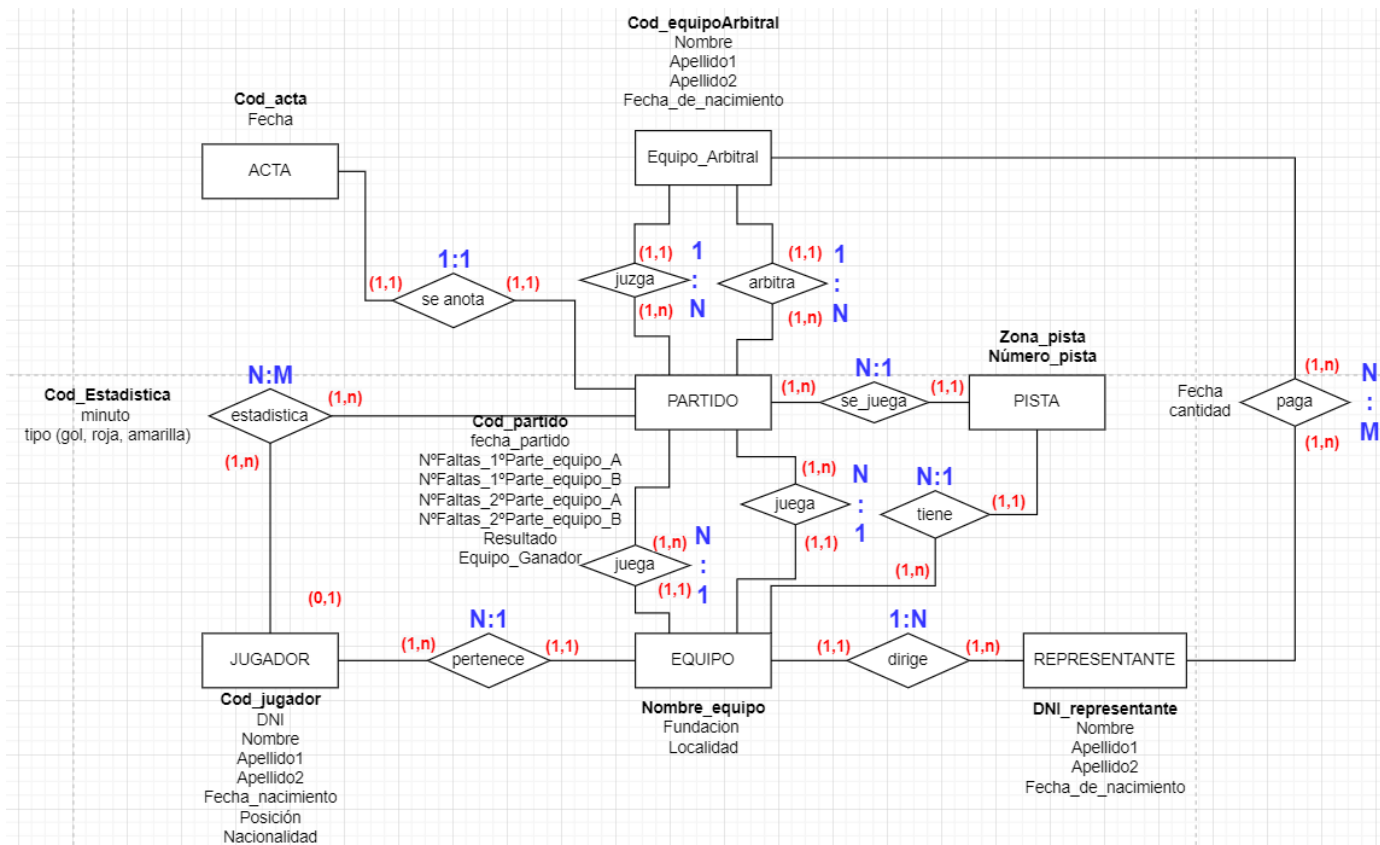 Cod_equipoArbitral
Nombre
Apellido1
Apellido2
Fecha_de_nacimiento
Equipo_Arbitral
Cod_acta
Fecha
ACTA
1:1
(1,1)
(1,1)
se anota
(1,1)
1
juzga
:
(1,n)
N
(1,1)
1
arbitra
:
(1,n)
N
Zona_pista
Número_pista
PARTIDO
(1,n)
N:1
se_juega
(1,1)
PISTA
Fecha
cantidad
(1,n)
N
paga
:
(1,n)
M
Cod_Estadistica
minuto
tipo (gol, roja, amarilla)
N:M
estadistica
(1,n)
(1,n)
(0,1)
Cod_partido
fecha_partido
NºFaltas_1ºParte_equipo_A
NºFaltas_1ºParte_equipo_B
NºFaltas_2ºParte_equipo_A
NºFaltas_2ºParte_equipo_B
Resultado
Equipo_Ganador
(1,n)
N
juega
:
(1,1)
1
(1,n)
N
juega
:
(1,1)
1
N:1
tiene
(1,1)
(1,n)
JUGADOR
(1,n)
N:1
pertenece
(1,1)
EQUIPO
(1,1)
1:N
dirige
(1,n)
REPRESENTANTE
Cod_jugador
DNI
Nombre
Apellido1
Apellido2
Fecha_nacimiento
Posición
Nacionalidad
Nombre_equipo
Fundacion
Localidad
DNI_representante
Nombre
Apellido1
Apellido2
Fecha_de_nacimiento